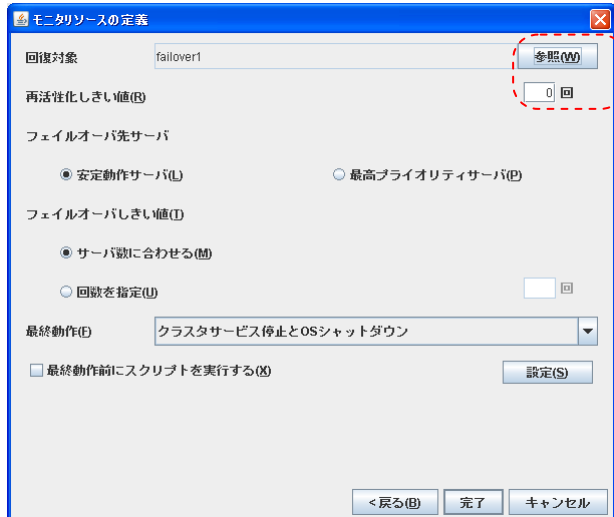 モニタリソースの定義
回復対象 failover1 参照(W)
再活性化しきい値(R) 0 回
フェイルオーバ先サーバ
安定動作サーバ(L) 最高プライオリティサーバ(P)
フェイルオーバしきい値(T)
サーバ数に合わせる(M)
回数を指定(U) 回
最終動作(F) クラスタサービス停止とOSシャットダウン
最終動作前にスクリプトを実行する(X) 設定(S)
<戻る(B) 完了 キャンセル